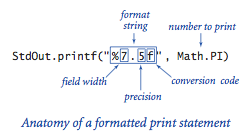 format
string
number to print
StdOut.printf("%7.5f", Math.PI)
field width
conversion code
precision
Anatomy of a formatted print statement